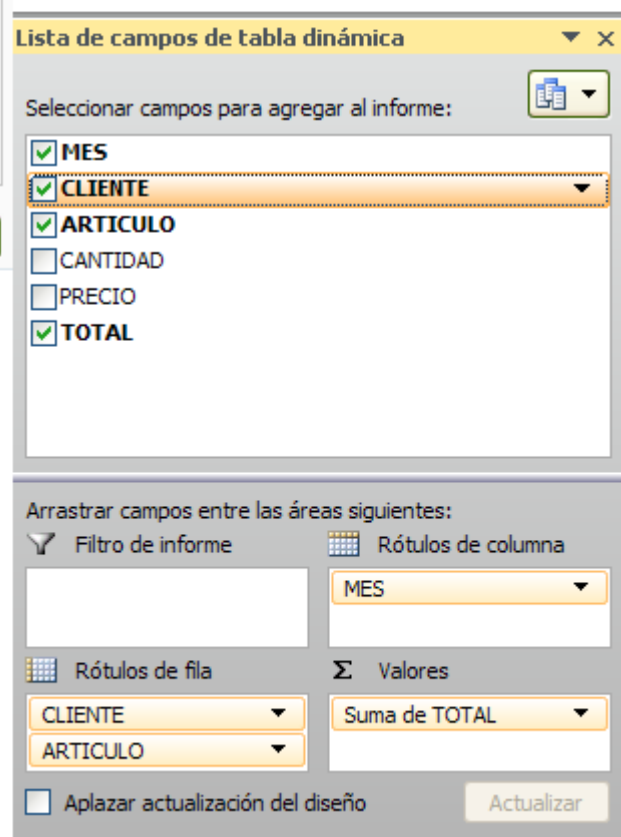 Lista de campos de tabla dinámica
Seleccionar campos para agregar al informe:
MES
CLIENTE
ARTICULO
CANTIDAD
PRECIO
TOTAL
Arrastrar campos entre las áreas siguientes:
Filtro de informe
Rótulos de columna
MES
Rótulos de fila
Σ Valores
CLIENTE
ARTICULO
Suma de TOTAL
Aplazar actualización del diseño
Actualizar